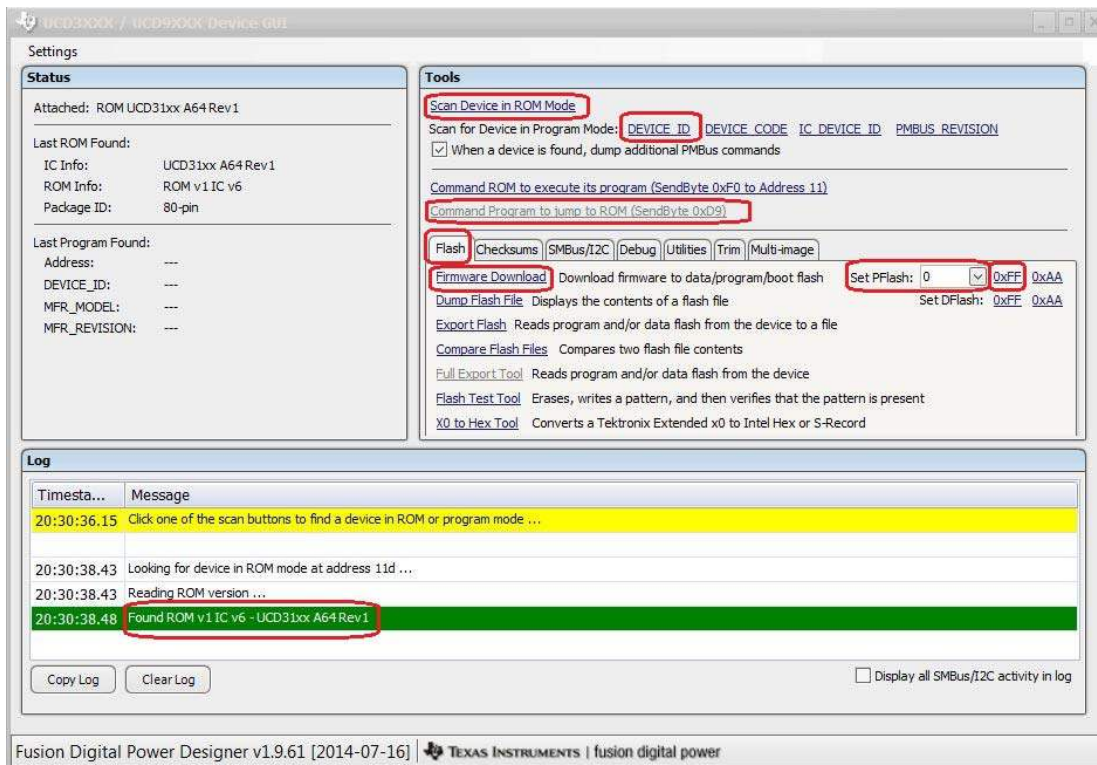 UCD3XXX / UCD9XXX Device GUI
Settings
Status
Attached: ROM UCD31xx A64 Rev1
Last ROM Found:
IC Info: UCD31xx A64 Rev1
ROM Info: ROM v1 IC v6
Package ID: 80-pin
Last Program Found:
Address: ---
DEVICE_ID: ---
MFR_MODEL: ---
MFR_REVISION: ---
Tools
Scan Device in ROM Mode
Scan for Device in Program Mode: DEVICE_ID DEVICE_CODE IC_DEVICE_ID PMBUS_REVISION
When a device is found, dump additional PMBus commands
Command ROM to execute its program (SendByte 0xF0 to Address 11)
Command Program to jump to ROM (SendByte 0xD9)
Flash Checksums SMBus/I2C Debug Utilities Trim Multi-image
Firmware Download Download firmware to data/program/boot flash Set PFlash: 0 0xFF 0xAA
Dump Flash File Displays the contents of a flash file Set DFlash: 0xFF 0xAA
Export Flash Reads program and/or data flash from the device to a file
Compare Flash Files Compares two flash file contents
Full Export Tool Reads program and/or data flash from the device
Flash Test Tool Erases, writes a pattern, and then verifies that the pattern is present
X0 to Hex Tool Converts a Tektronix Extended x0 to Intel Hex or S-Record
Log
Timesta... Message
20:30:36.15 Click one of the scan buttons to find a device in ROM or program mode ...
20:30:38.43 Looking for device in ROM mode at address 11d ...
20:30:38.43 Reading ROM version ...
20:30:38.48 Found ROM v1 IC v6 - UCD31xx A64 Rev1
Copy Log Clear Log Display all SMBus/I2C activity in log
Fusion Digital Power Designer v1.9.61 [2014-07-16] TEXAS INSTRUMENTS | fusion digital power